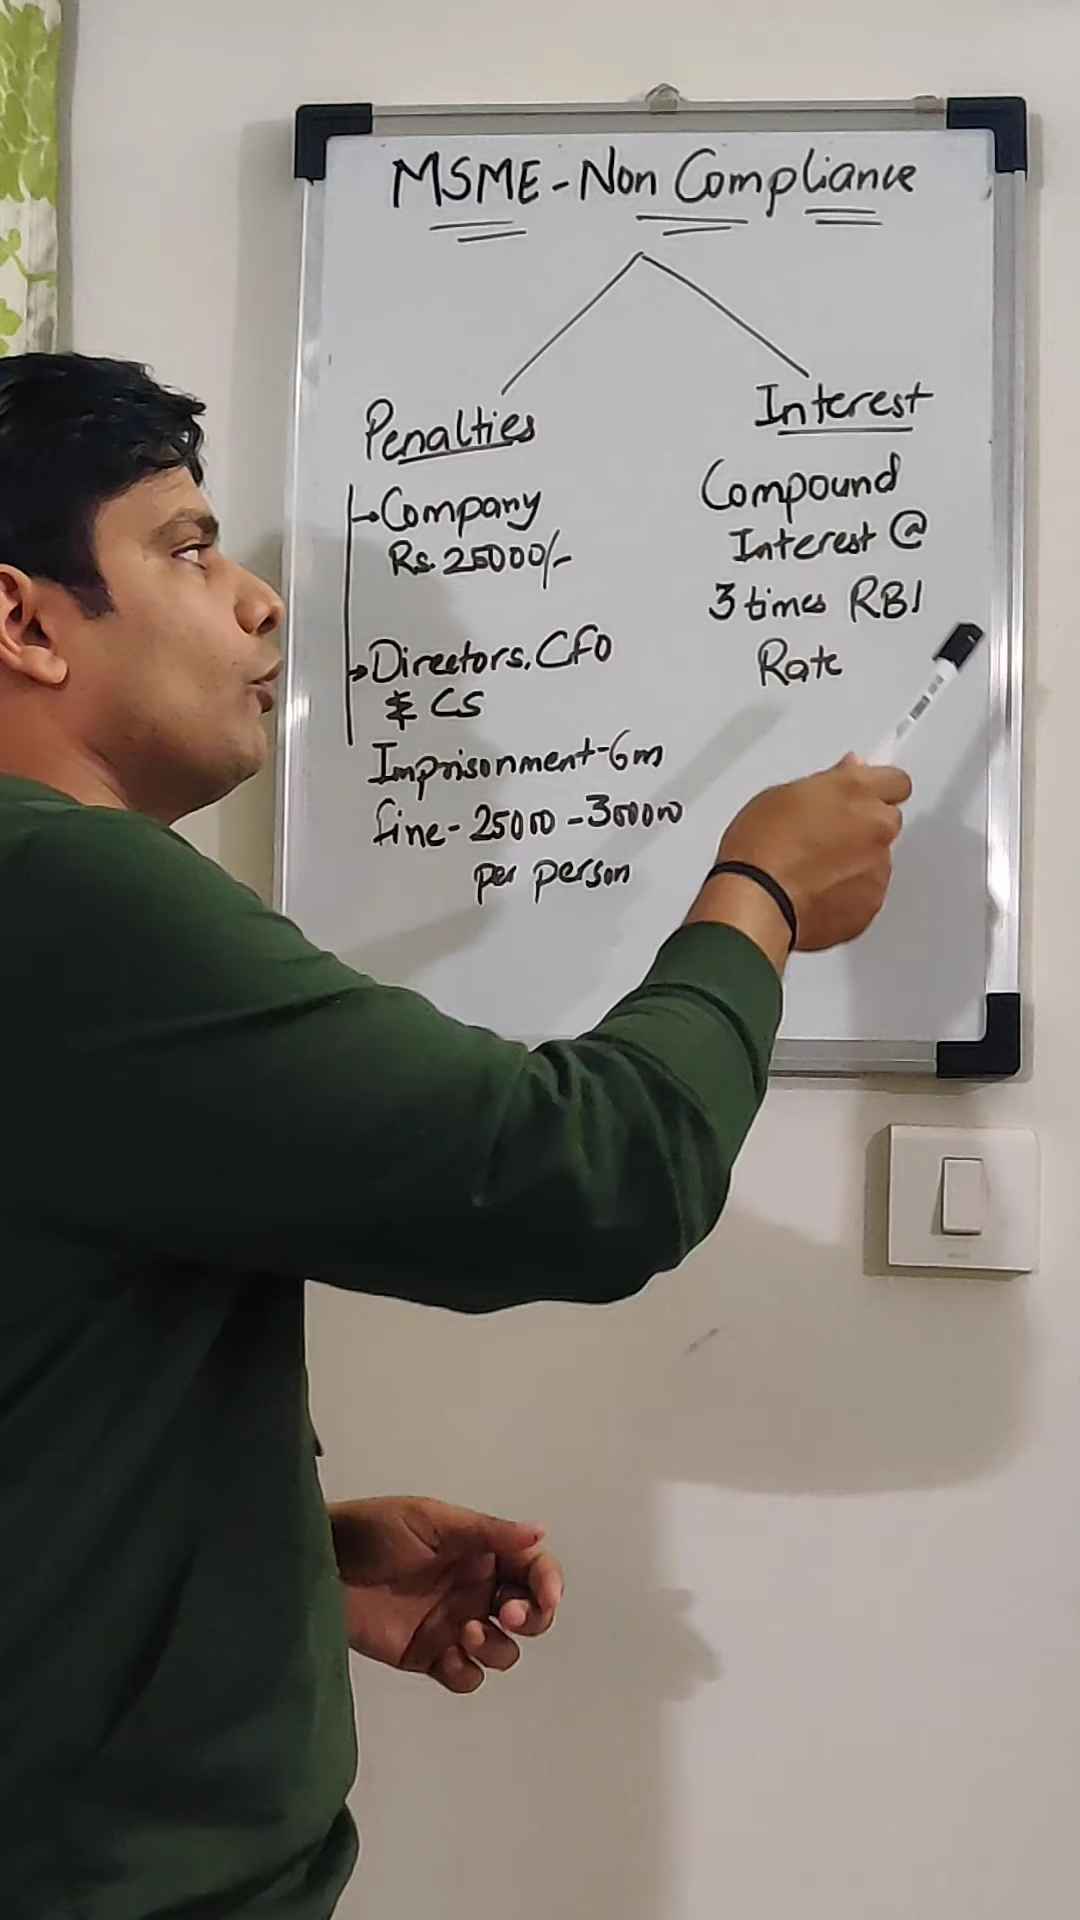 MSME - Non Compliance
Penalties
→ Company
Rs. 25000/-
→ Directors, CFO
& CS
Imprisonment - 6m
fine - 25000 - 300000
per person
Interest
Compound
Interest @
3 times RBI
Rate